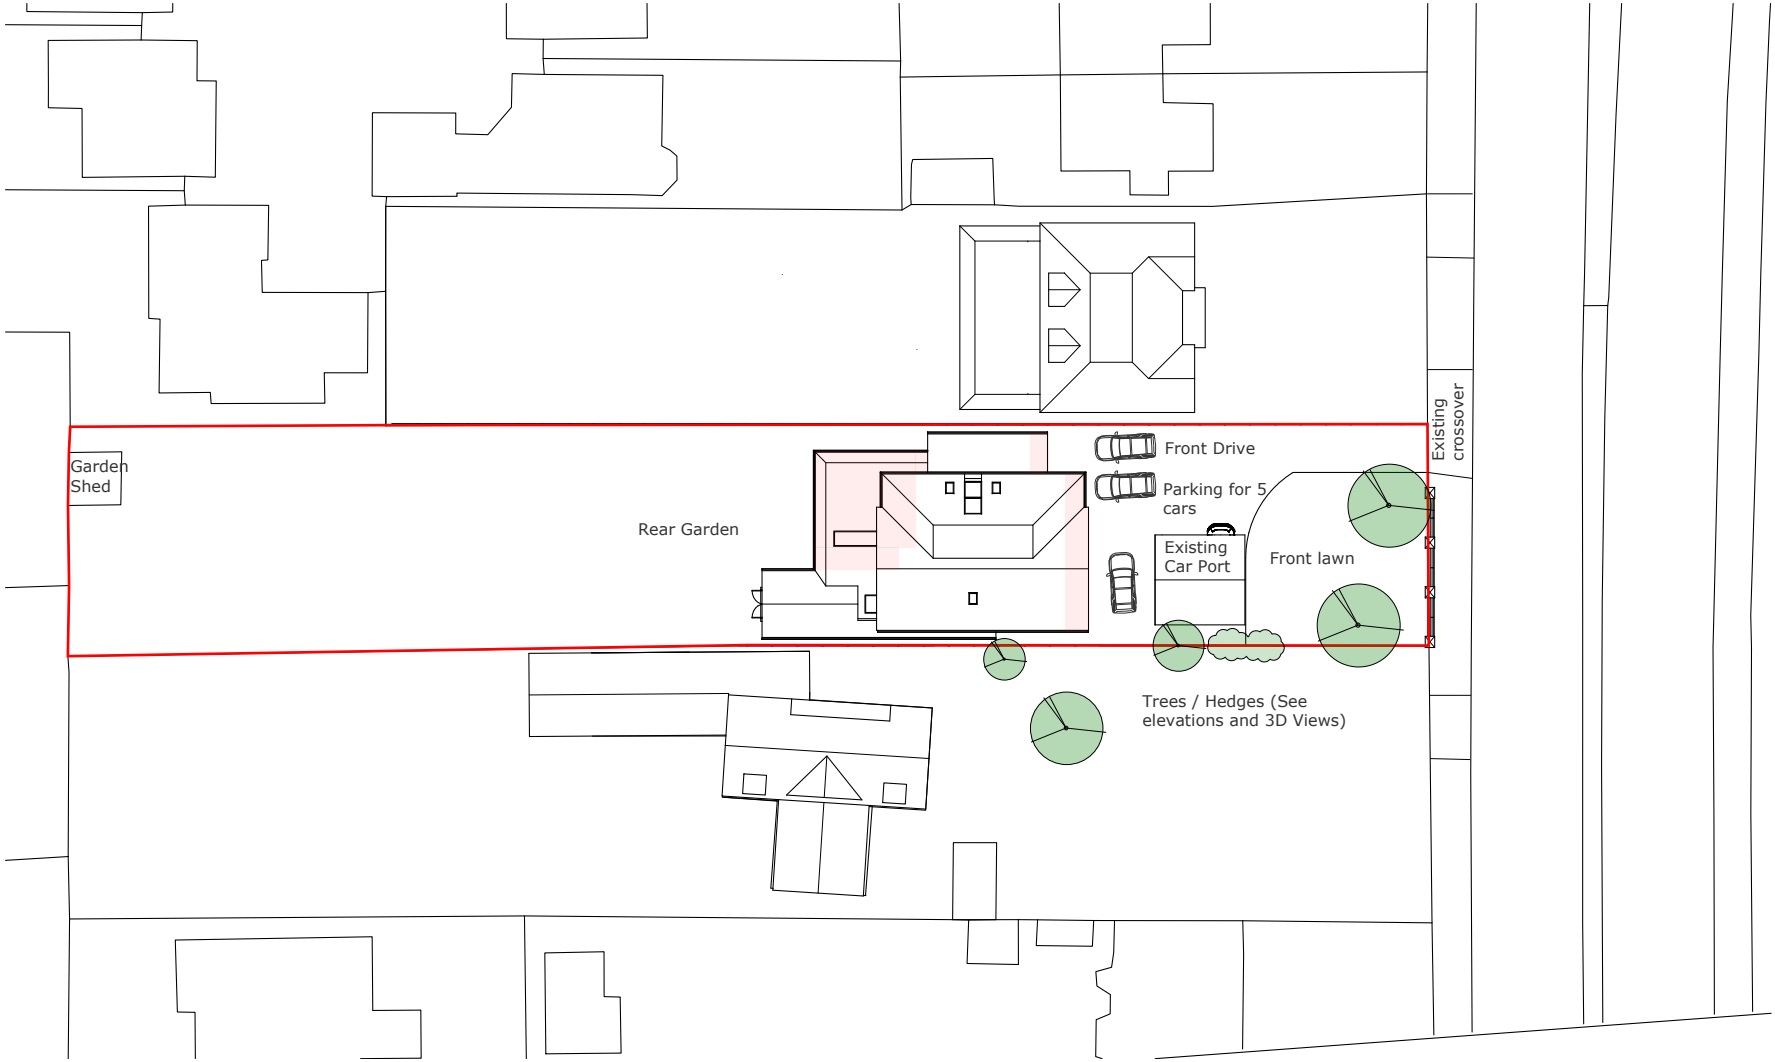 Existing
crossover
Front Drive
Garden
Shed
Parking for 5
cars
Rear Garden
Existing
Car Port
Front lawn
Trees / Hedges (See
elevations and 3D Views)